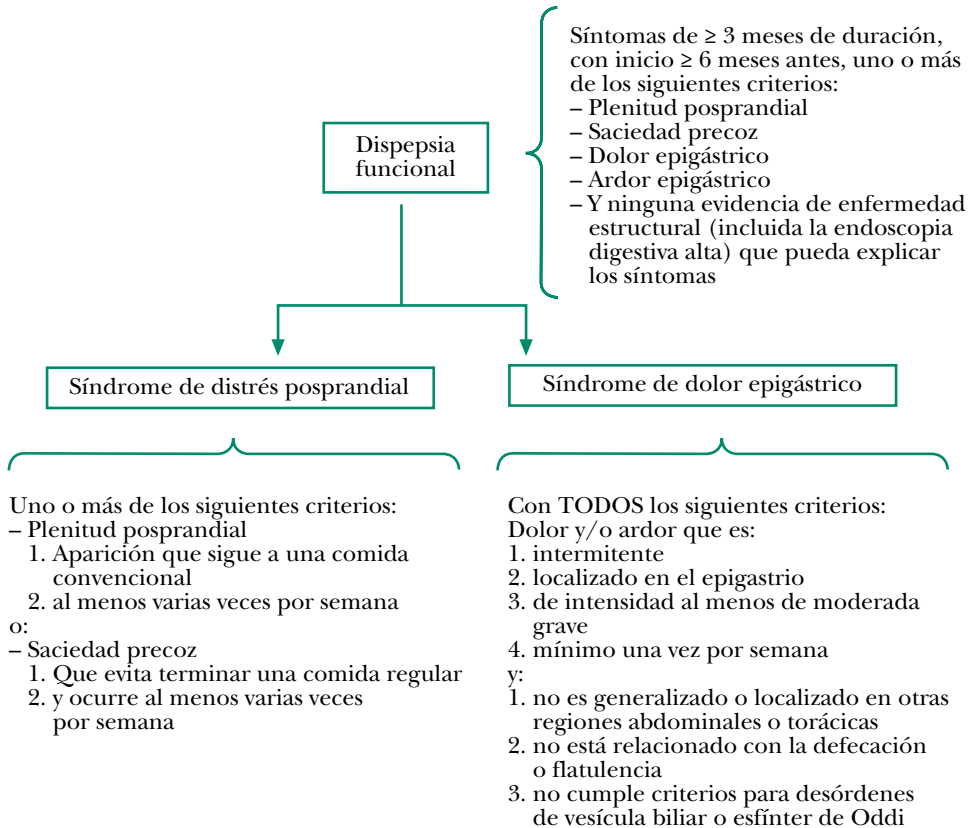 Síntomas de ≥ 3 meses de duración,
con inicio ≥ 6 meses antes, uno o más
de los siguientes criterios:
– Plenitud posprandial
– Saciedad precoz
– Dolor epigástrico
– Ardor epigástrico
– Y ninguna evidencia de enfermedad
estructural (incluida la endoscopia
digestiva alta) que pueda explicar
los síntomas
Dispepsia
funcional
Síndrome de distrés posprandial
Síndrome de dolor epigástrico
Uno o más de los siguientes criterios:
– Plenitud posprandial
1. Aparición que sigue a una comida
convencional
2. al menos varias veces por semana
o:
– Saciedad precoz
1. Que evita terminar una comida regular
2. y ocurre al menos varias veces
por semana
Con TODOS los siguientes criterios:
Dolor y/o ardor que es:
1. intermitente
2. localizado en el epigastrio
3. de intensidad al menos de moderada
grave
4. mínimo una vez por semana
y:
1. no es generalizado o localizado en otras
regiones abdominales o torácicas
2. no está relacionado con la defecación
o flatulencia
3. no cumple criterios para desórdenes
de vesícula biliar o esfínter de Oddi